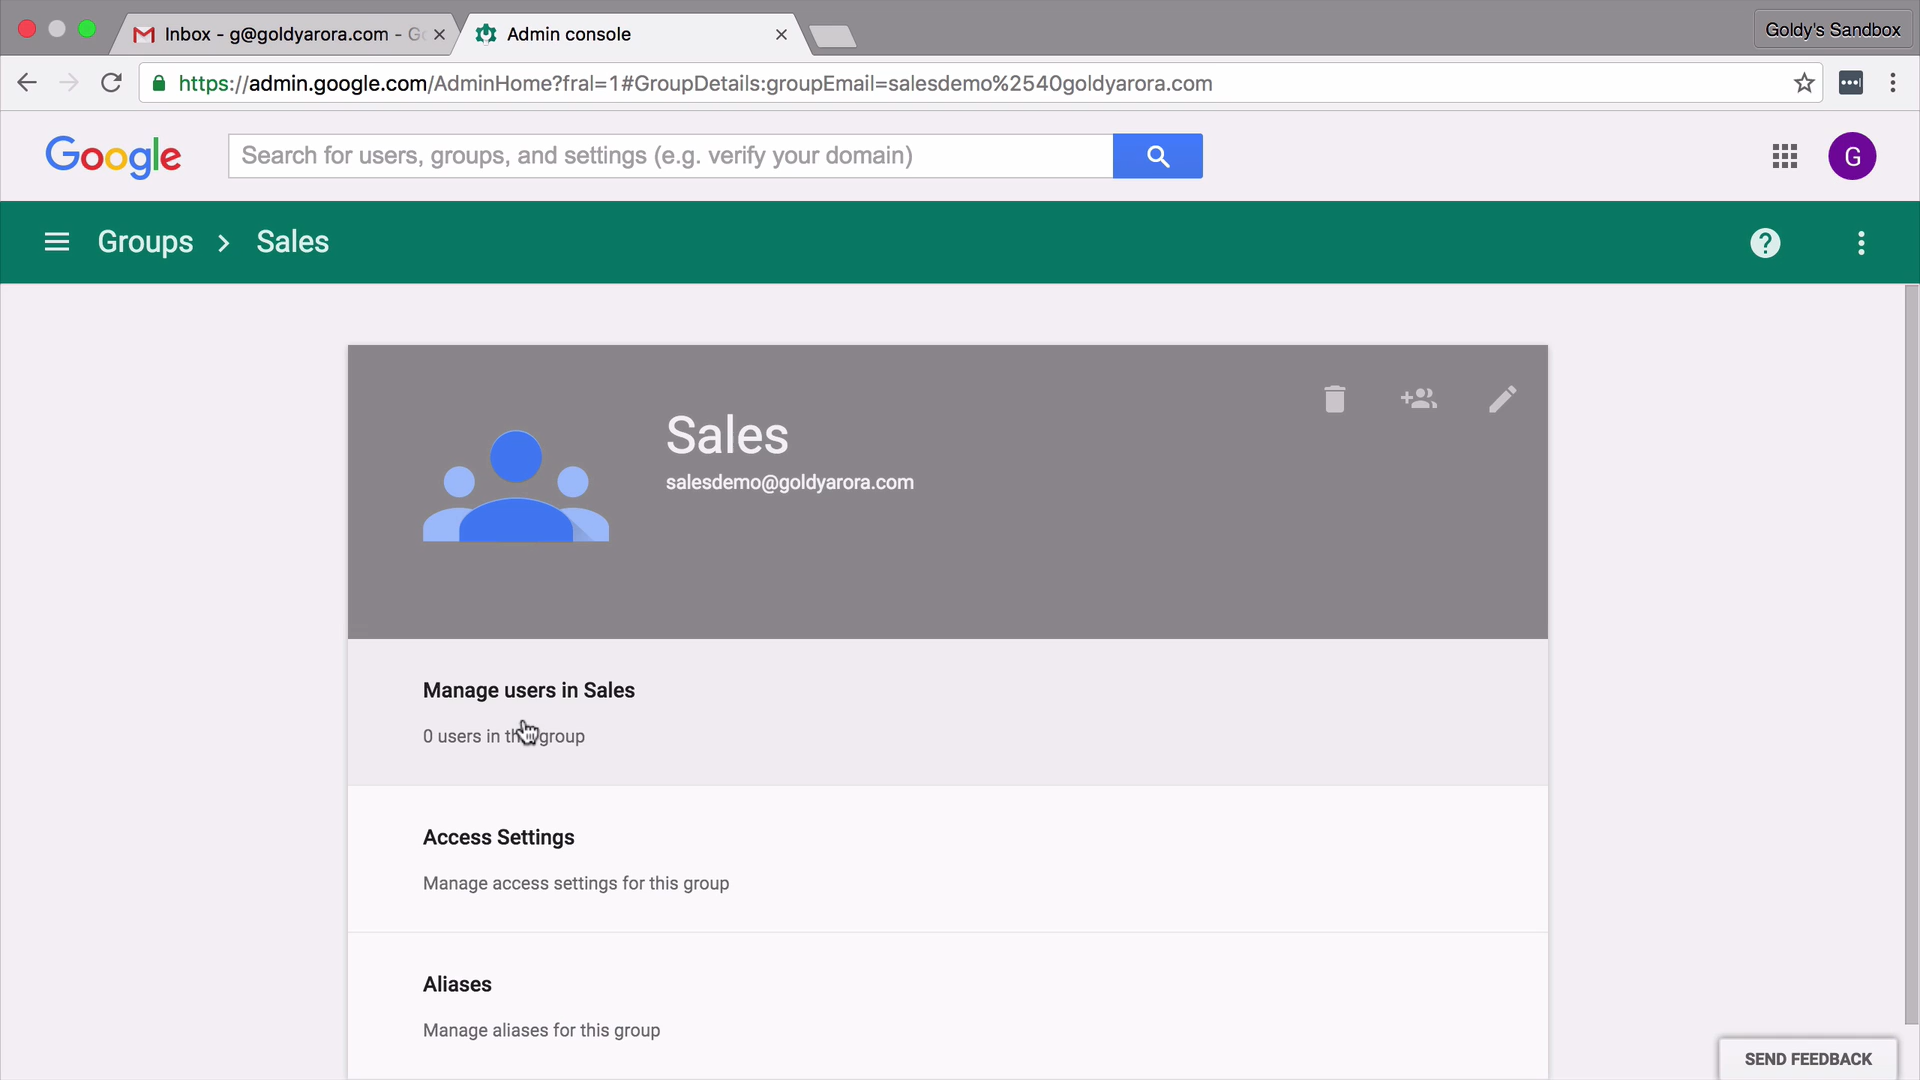 Inbox - g@goldyarora.com - Go
Admin console
Goldy's Sandbox
https://admin.google.com/AdminHome?fral=1#GroupDetails:groupEmail=salesdemo%2540goldyarora.com
Google
Search for users, groups, and settings (e.g. verify your domain)
G
Groups > Sales
?
Sales
salesdemo@goldyarora.com
Manage users in Sales
0 users in group
Access Settings
Manage access settings for this group
Aliases
Manage aliases for this group
SEND FEEDBACK